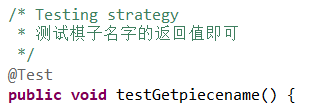 /* Testing strategy
 * 测试棋子名字的返回值即可
 */
@Test
public void testGetpiecename() {